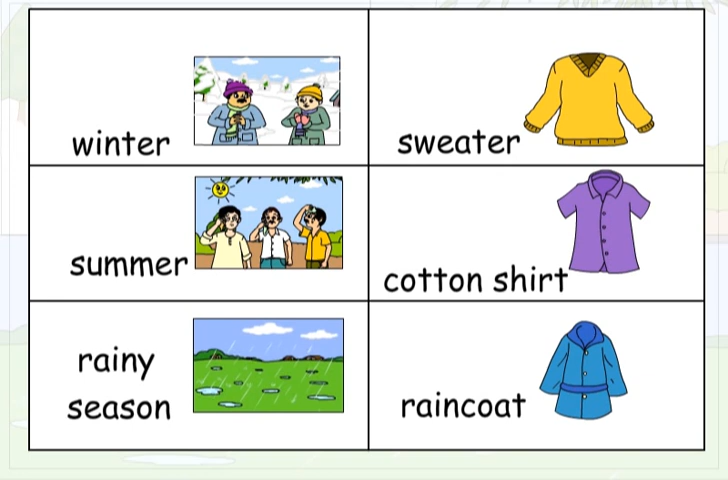 winter
sweater
summer
cotton shirt
rainy
season
raincoat